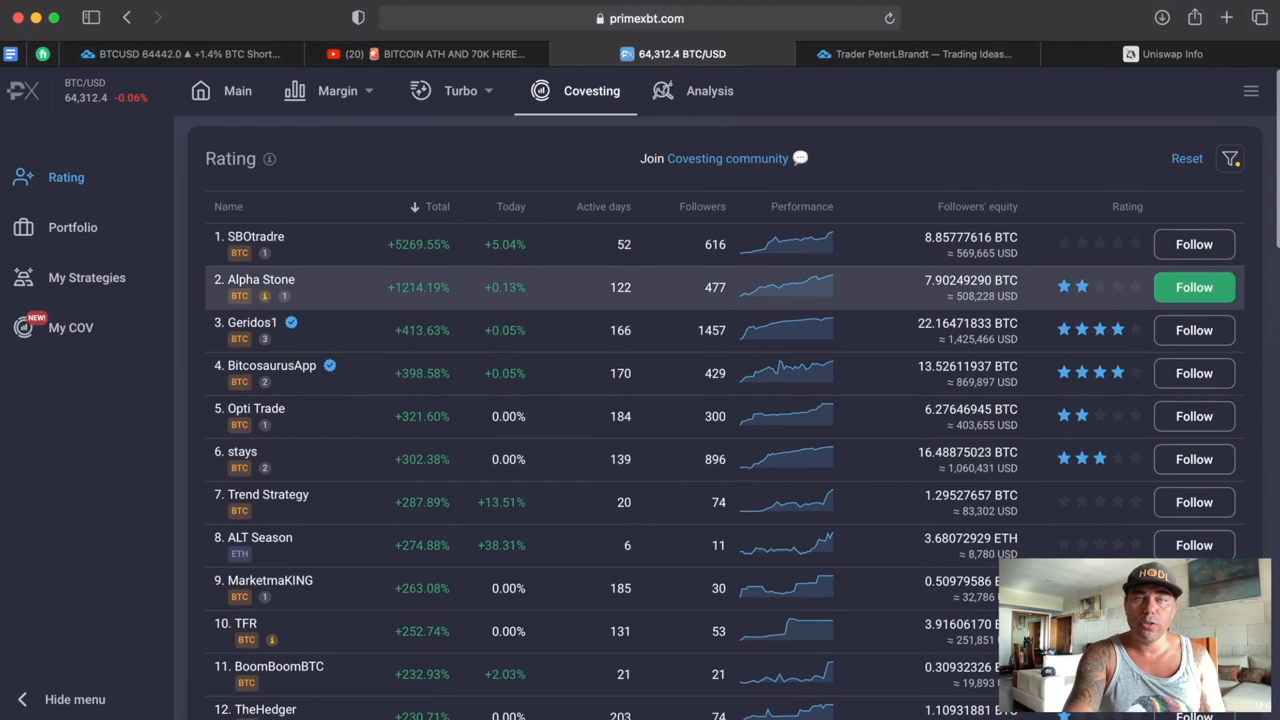 primexbt.com
BTCUSD 64442.0 ▲ +1.4% BTC Short...
(20) 🚨 BITCOIN ATH AND 70K HERE...
64,312.4 BTC/USD
Trader PeterLBrandt — Trading Ideas...
Uniswap Info
BTC/USD
64,312.4 -0.06%
Main
Margin
Turbo
Covesting
Analysis
Rating
Portfolio
My Strategies
NEW!
My COV
Hide menu
Rating
Join Covesting community
Reset
Name Total Today Active days Followers Performance Followers' equity Rating
1. SBOtradre +5269.55% +5.04% 52 616 8.85777616 BTC Follow
BTC 1 ≈ 569,665 USD
2. Alpha Stone +1214.19% +0.13% 122 477 7.90249290 BTC Follow
BTC 1 ≈ 508,228 USD
3. Geridos1 +413.63% +0.05% 166 1457 22.16471833 BTC Follow
BTC 3 ≈ 1,425,466 USD
4. BitcosaurusApp +398.58% +0.05% 170 429 13.52611937 BTC Follow
BTC 2 ≈ 869,897 USD
5. Opti Trade +321.60% 0.00% 184 300 6.27646945 BTC Follow
BTC 1 ≈ 403,655 USD
6. stays +302.38% 0.00% 139 896 16.48875023 BTC Follow
BTC 2 ≈ 1,060,431 USD
7. Trend Strategy +287.89% +13.51% 20 74 1.29527657 BTC Follow
BTC ≈ 83,302 USD
8. ALT Season +274.88% +38.31% 6 11 3.68072929 ETH Follow
ETH ≈ 8,780 USD
9. MarketmaKING +263.08% 0.00% 185 30 0.50979586
BTC 1 ≈ 32,786
10. TFR +252.74% 0.00% 131 53 3.91606170
BTC ≈ 251,851
11. BoomBoomBTC +232.93% +2.03% 21 21 0.30932326
BTC ≈ 19,893
12. TheHedger +230.71% 0.00% 203 74 1.10931881
HODL